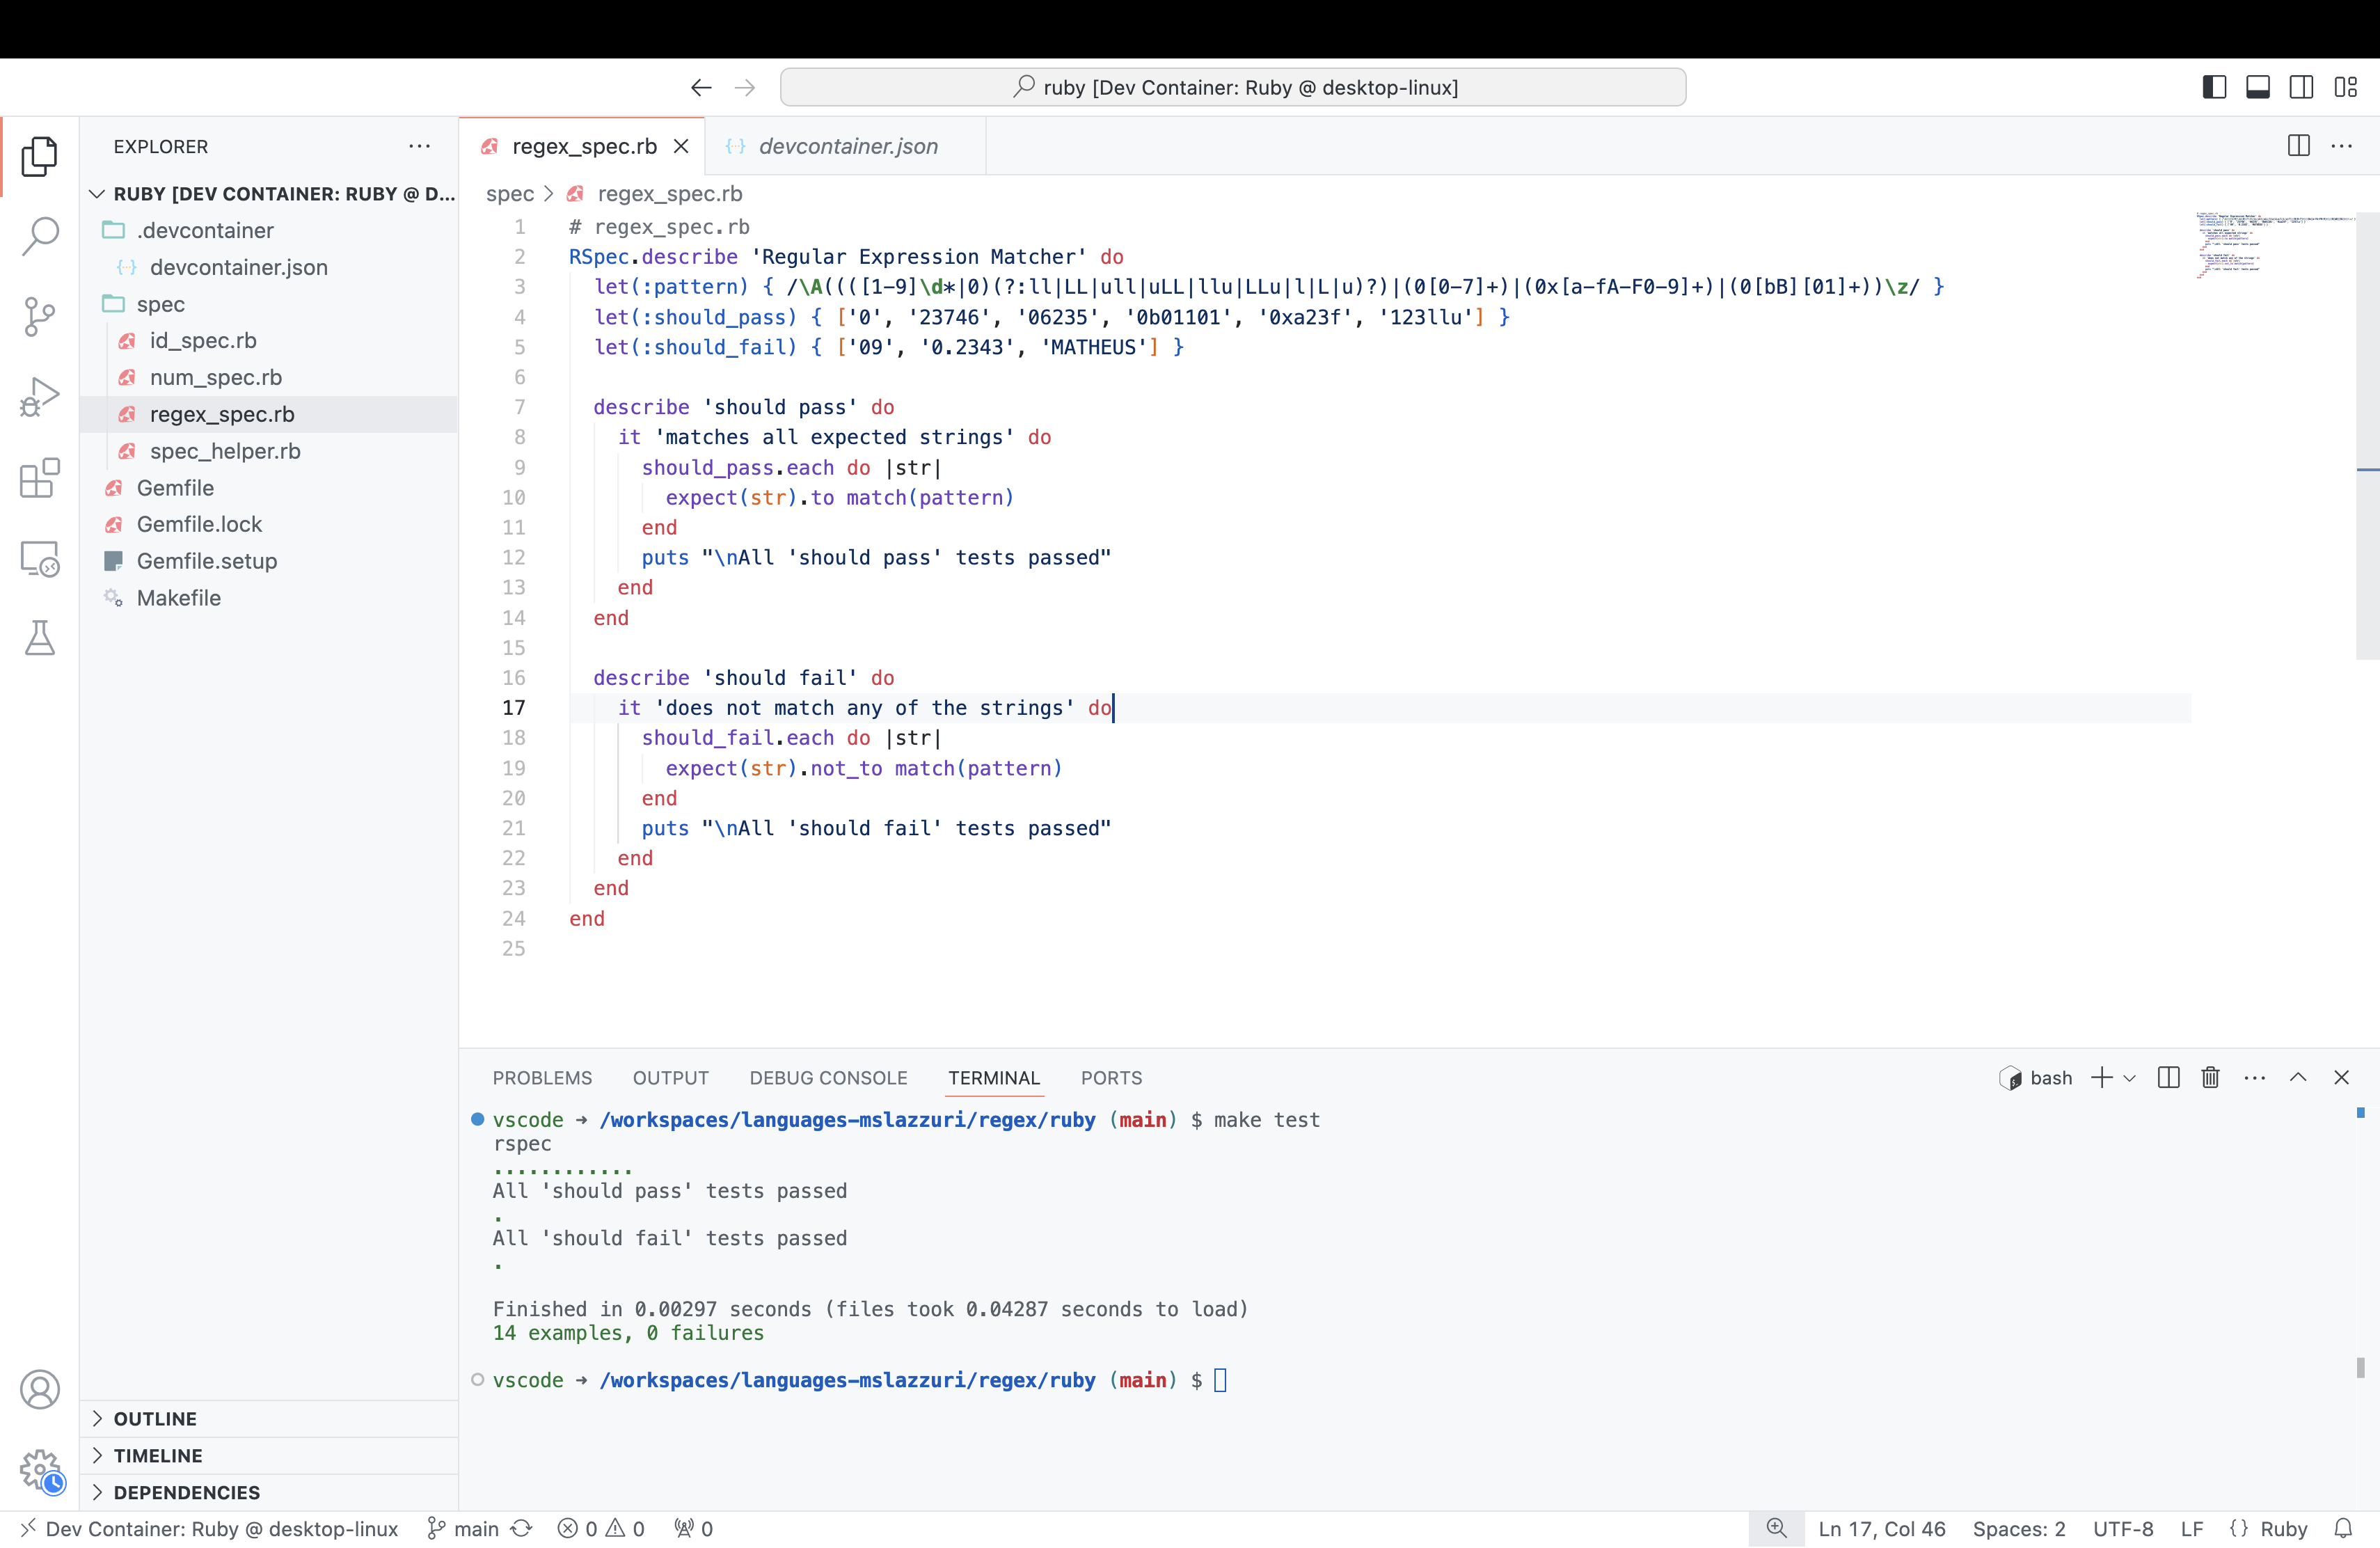 ruby [Dev Container: Ruby @ desktop-linux]
EXPLORER
RUBY [DEV CONTAINER: RUBY @ D...
.devcontainer
devcontainer.json
spec
id_spec.rb
num_spec.rb
regex_spec.rb
spec_helper.rb
Gemfile
Gemfile.lock
Gemfile.setup
Makefile
OUTLINE
TIMELINE
DEPENDENCIES
regex_spec.rb
devcontainer.json
spec > regex_spec.rb
1 # regex_spec.rb
2 RSpec.describe 'Regular Expression Matcher' do
3 let(:pattern) { /\A((([1-9]\d*|0)(?:ll|LL|ull|uLL|llu|LLu|l|L|u)?)|(0[0-7]+)|(0x[a-fA-F0-9]+)|(0[bB][01]+))\z/ }
4 let(:should_pass) { ['0', '23746', '06235', '0b01101', '0xa23f', '123llu'] }
5 let(:should_fail) { ['09', '0.2343', 'MATHEUS'] }
6
7 describe 'should pass' do
8 it 'matches all expected strings' do
9 should_pass.each do |str|
10 expect(str).to match(pattern)
11 end
12 puts "\nAll 'should pass' tests passed"
13 end
14 end
15
16 describe 'should fail' do
17 it 'does not match any of the strings' do
18 should_fail.each do |str|
19 expect(str).not_to match(pattern)
20 end
21 puts "\nAll 'should fail' tests passed"
22 end
23 end
24 end
25
PROBLEMS OUTPUT DEBUG CONSOLE TERMINAL PORTS
bash
vscode → /workspaces/languages-mslazzuri/regex/ruby (main) $ make test
rspec
............
All 'should pass' tests passed
.
All 'should fail' tests passed
.
Finished in 0.00297 seconds (files took 0.04287 seconds to load)
14 examples, 0 failures
vscode → /workspaces/languages-mslazzuri/regex/ruby (main) $
Dev Container: Ruby @ desktop-linux main 0 0 0 Ln 17, Col 46 Spaces: 2 UTF-8 LF {} Ruby